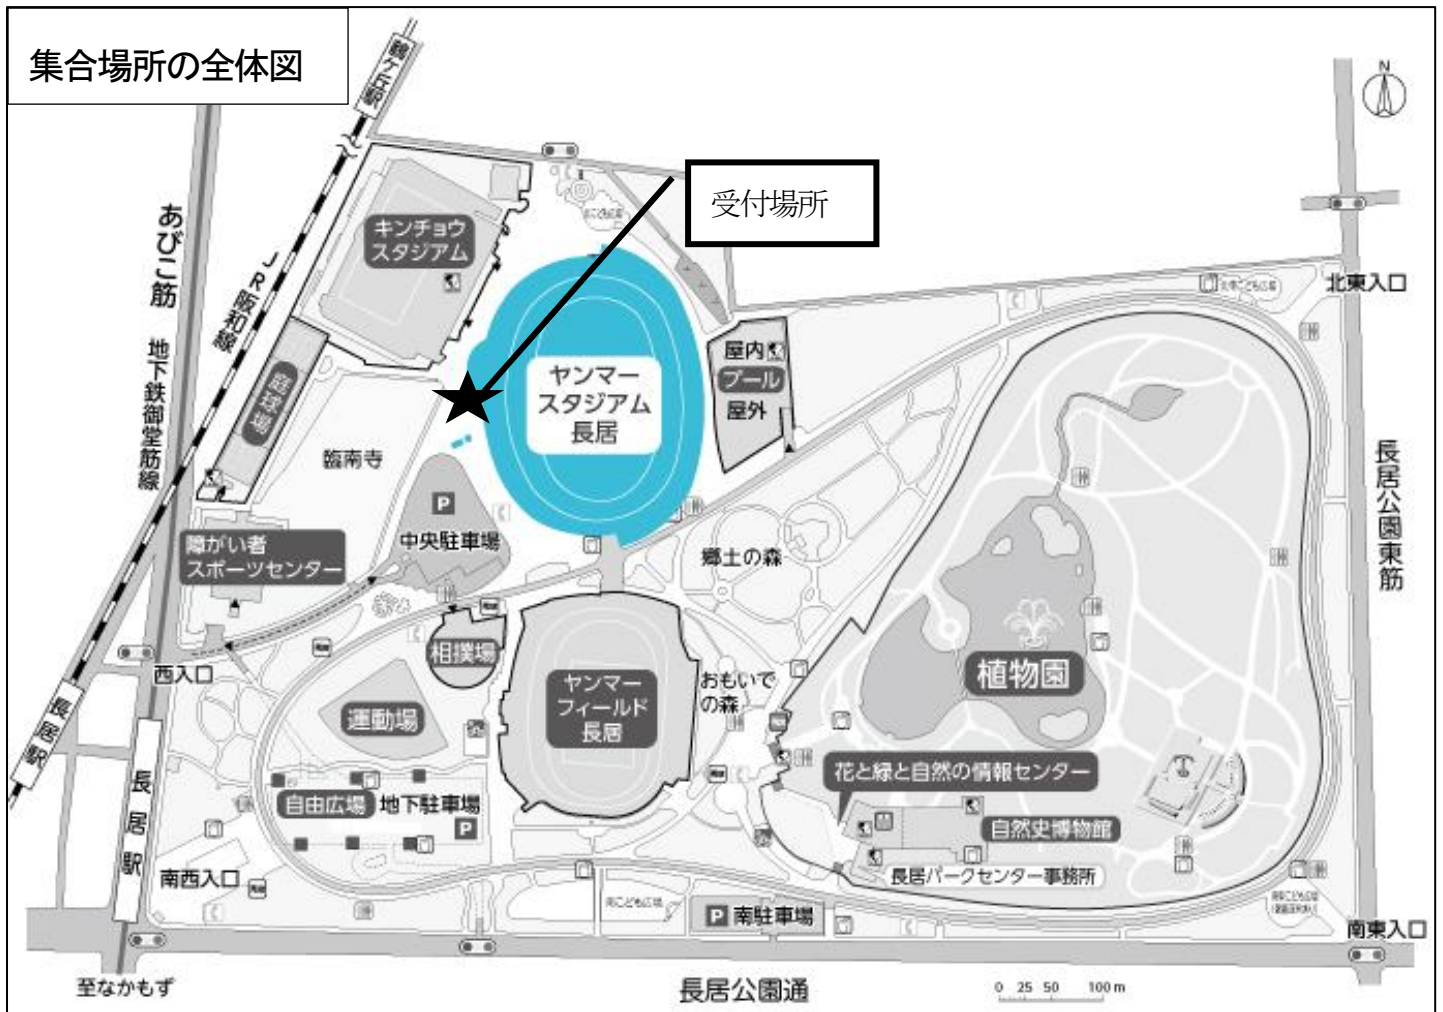 集合場所の全体図
鶴ケ丘駅
N
受付場所
キンチョウ
スタジアム
あびこ筋
JR阪和線
地下鉄御堂筋線
北東入口
屋内
プール
屋外
ヤンマー
スタジアム
長居
庭球場
臨南寺
長居公園東筋
P
中央駐車場
障がい者
スポーツセンター
郷土の森
西入口
相撲場
植物園
ヤンマー
フィールド
長居
おもいで
の森
運動場
長居駅
長居駅
花と緑と自然の情報センター
自由広場
地下駐車場
P
自然史博物館
南西入口
長居パークセンター事務所
南こども広場
P 南駐車場
南東入口
至なかもず
長居公園通
0 25 50 100m